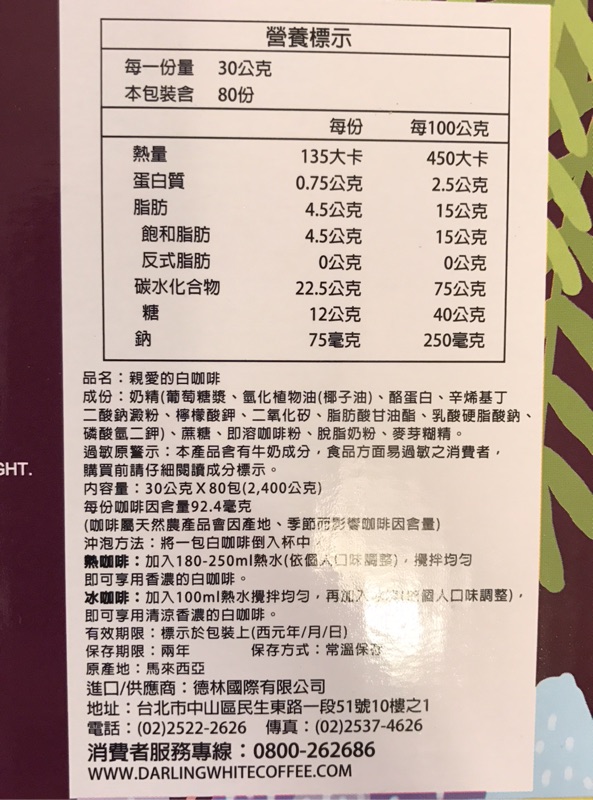 營養標示
每一份量 30公克
本包裝含 80份
每份 每100公克
熱量 135大卡 450大卡
蛋白質 0.75公克 2.5公克
脂肪 4.5公克 15公克
飽和脂肪 4.5公克 15公克
反式脂肪 0公克 0公克
碳水化合物 22.5公克 75公克
糖 12公克 40公克
鈉 75毫克 250毫克
品名：親愛的白咖啡
成份：奶精(葡萄糖漿、氫化植物油(椰子油)、酪蛋白、辛烯基丁
二酸鈉澱粉、檸檬酸鉀、二氧化矽、脂肪酸甘油酯、乳酸硬脂酸鈉、
磷酸氫二鉀)、蔗糖、即溶咖啡粉、脫脂奶粉、麥芽糊精。
過敏原警示：本產品含有牛奶成分，食品方面易過敏之消費者，
購買前請仔細閱讀成分標示。
內容量：30公克X80包(2,400公克)
每份咖啡因含量92.4毫克
(咖啡屬天然農產品會因產地、季節而影響咖啡因含量)
沖泡方法：將一包白咖啡倒入杯中
熱咖啡：加入180-250ml熱水(依個人口味調整)，攪拌均勻
即可享用香濃的白咖啡。
冰咖啡：加入100ml熱水攪拌均勻，再加入 個人口味調整)，
即可享用清涼香濃的白咖啡。
有效期限：標示於包裝上(西元年/月/日)
保存期限：兩年 保存方式：常溫保存
原產地：馬來西亞
進口/供應商：德林國際有限公司
地址：台北市中山區民生東路一段51號10樓之1
電話：(02)2522-2626 傳真：(02)2537-4626
消費者服務專線：0800-262686
WWW.DARLINGWHITECOFFEE.COM
GHT.